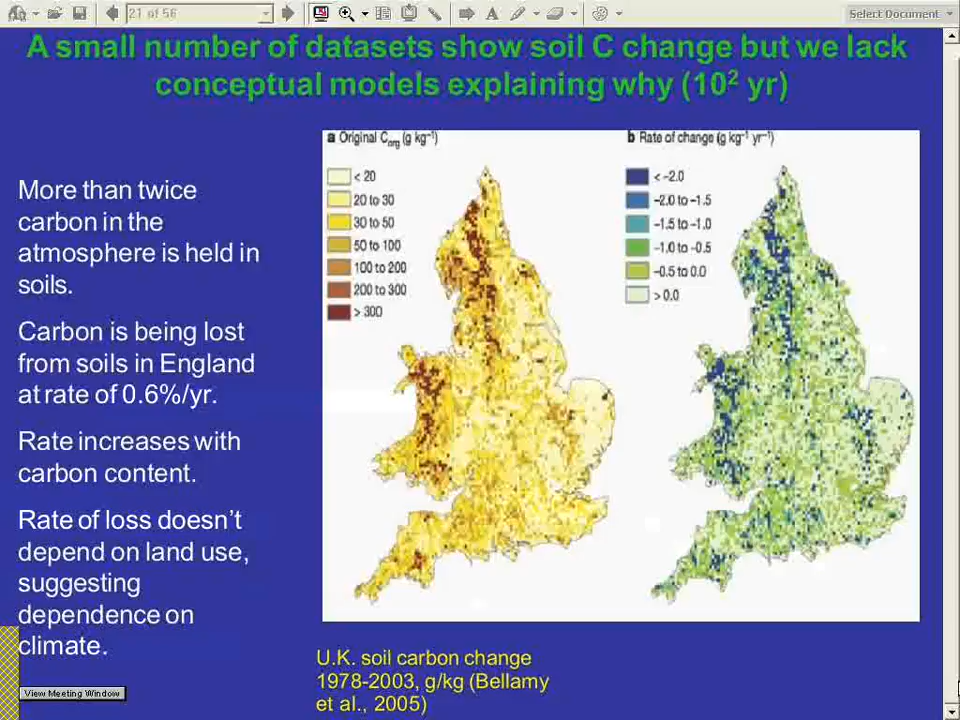 21 of 56
Select Document
A small number of datasets show soil C change but we lack
conceptual models explaining why (10² yr)
a Original Corg (g kg⁻¹)
< 20
20 to 30
30 to 50
50 to 100
100 to 200
200 to 300
> 300
b Rate of change (g kg⁻¹ yr⁻¹)
< -2.0
-2.0 to -1.5
-1.5 to -1.0
-1.0 to -0.5
-0.5 to 0.0
> 0.0
More than twice
carbon in the
atmosphere is held in
soils.
Carbon is being lost
from soils in England
at rate of 0.6%/yr.
Rate increases with
carbon content.
Rate of loss doesn’t
depend on land use,
suggesting
dependence on
climate.
U.K. soil carbon change
1978-2003, g/kg (Bellamy
et al., 2005)
View Meeting Window